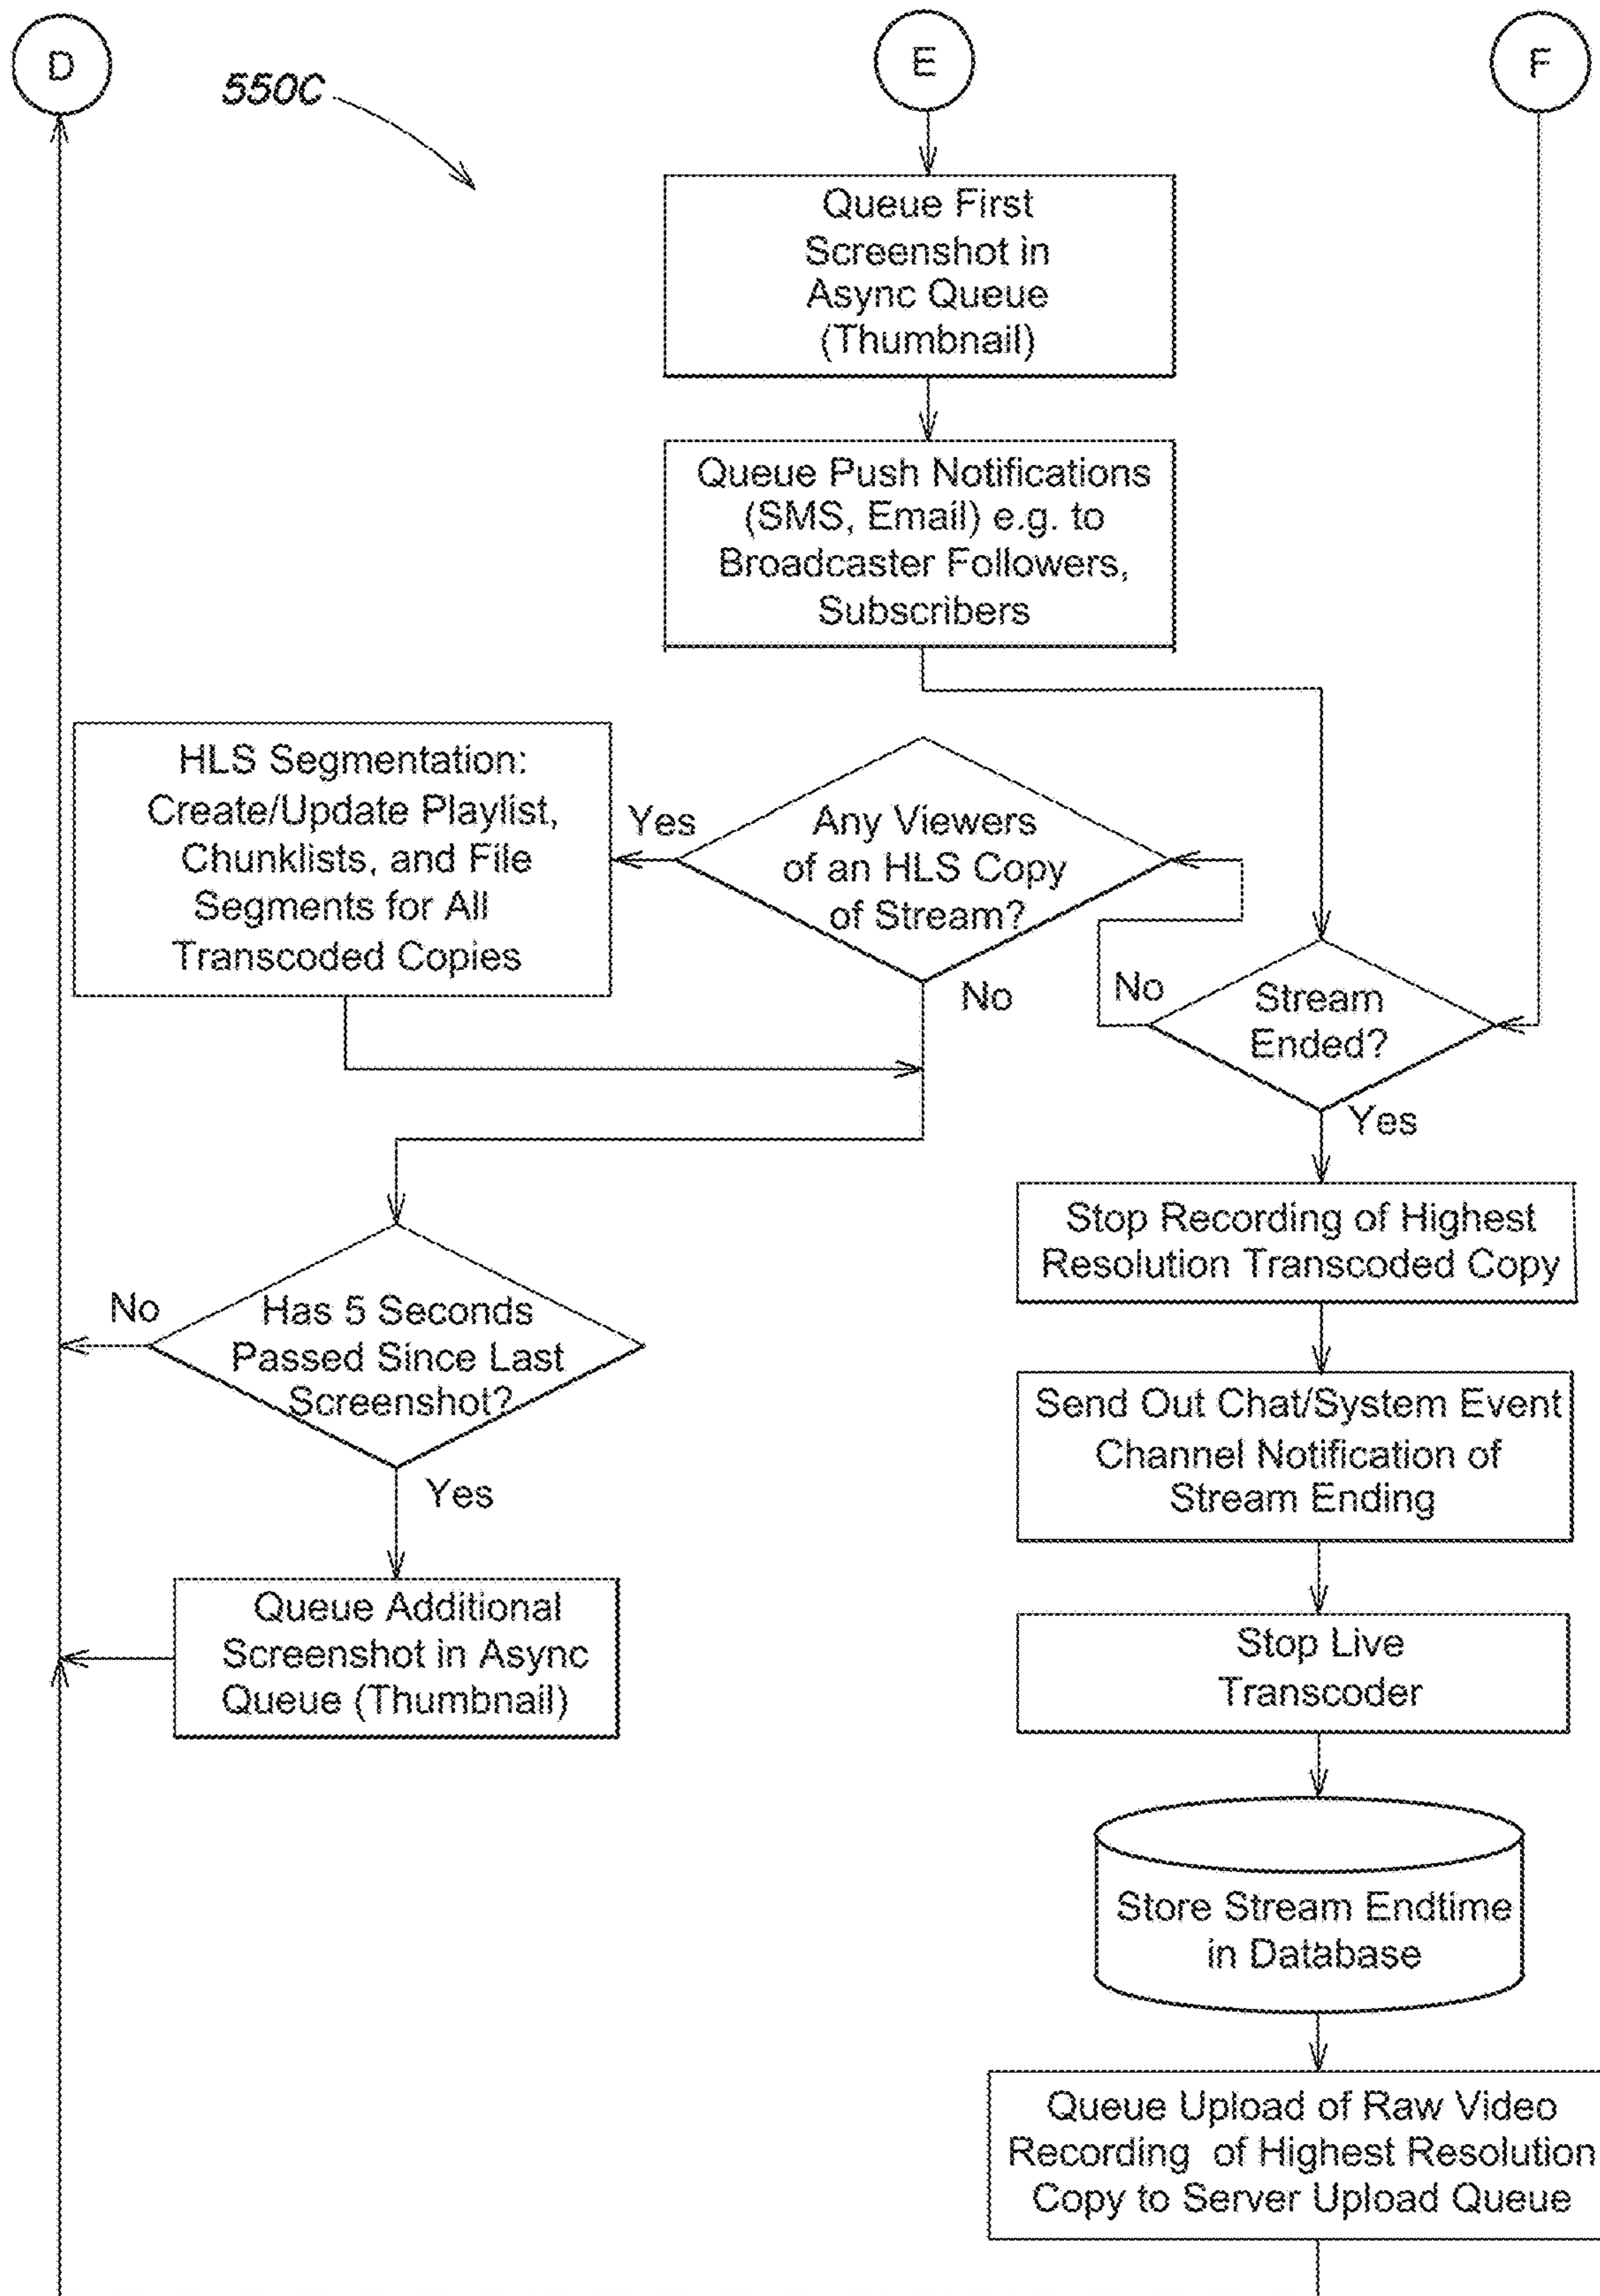 D
550C
E
F
Queue First
Screenshot in
Async Queue
(Thumbnail)
Queue Push Notifications
(SMS, Email) e.g. to
Broadcaster Followers,
Subscribers
HLS Segmentation:
Create/Update Playlist,
Chunklists, and File
Segments for All
Transcoded Copies
Yes
Any Viewers
of an HLS Copy
of Stream?
No
No
Stream
Ended?
Yes
Stop Recording of Highest
Resolution Transcoded Copy
No
Has 5 Seconds
Passed Since Last
Screenshot?
Yes
Send Out Chat/System Event
Channel Notification of
Stream Ending
Queue Additional
Screenshot in Async
Queue (Thumbnail)
Stop Live
Transcoder
Store Stream Endtime
in Database
Queue Upload of Raw Video
Recording of Highest Resolution
Copy to Server Upload Queue